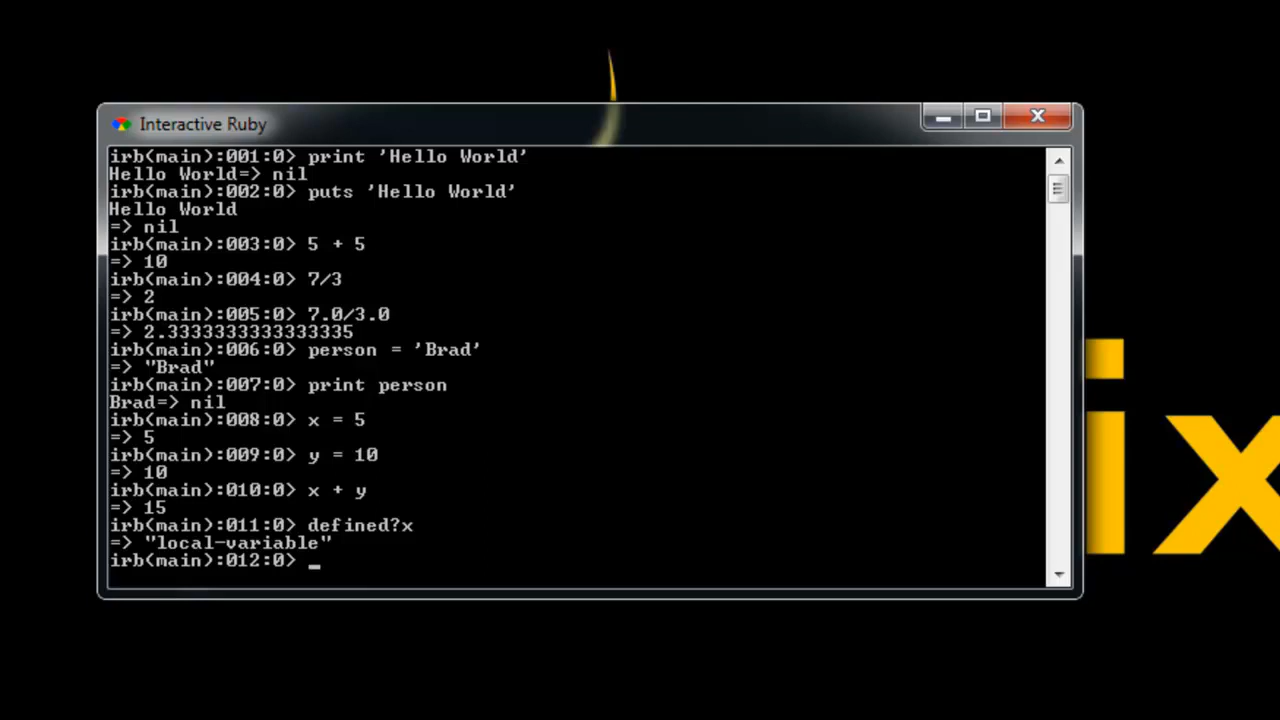 Interactive Ruby
irb(main):001:0> print 'Hello World'
Hello World=> nil
irb(main):002:0> puts 'Hello World'
Hello World
=> nil
irb(main):003:0> 5 + 5
=> 10
irb(main):004:0> 7/3
=> 2
irb(main):005:0> 7.0/3.0
=> 2.3333333333333335
irb(main):006:0> person = 'Brad'
=> "Brad"
irb(main):007:0> print person
Brad=> nil
irb(main):008:0> x = 5
=> 5
irb(main):009:0> y = 10
=> 10
irb(main):010:0> x + y
=> 15
irb(main):011:0> defined?x
=> "local-variable"
irb(main):012:0> _
ix